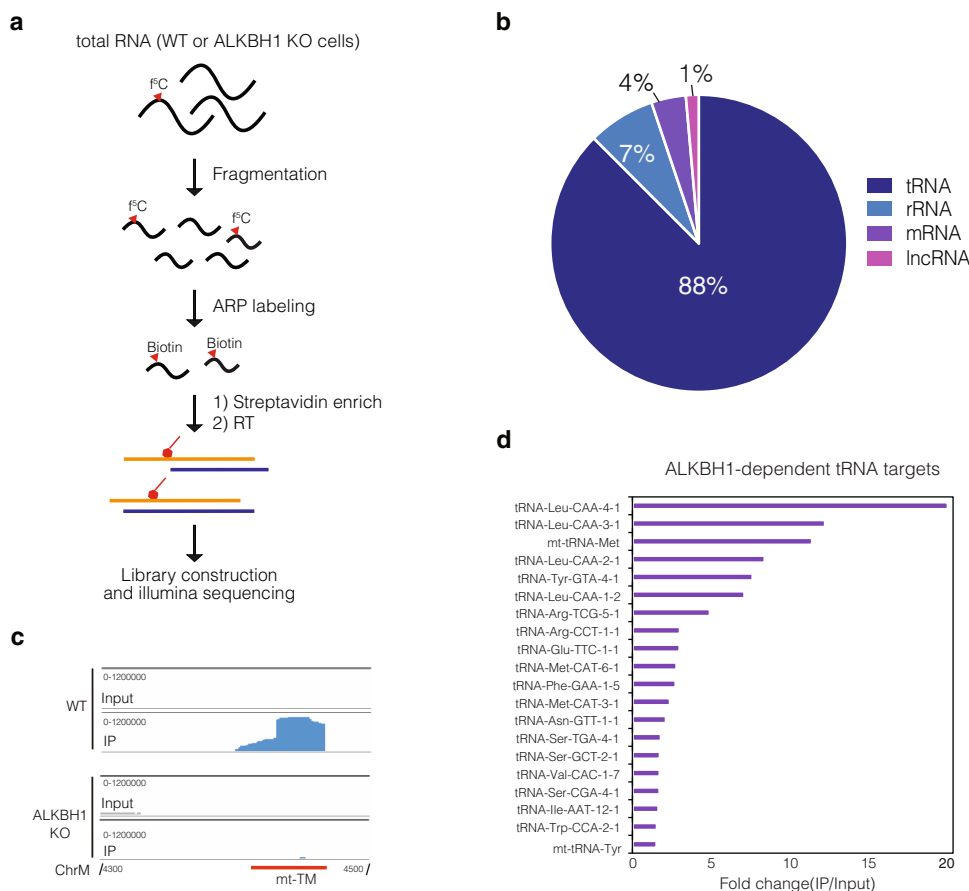 a
total RNA (WT or ALKBH1 KO cells)
f⁵C
Fragmentation
f⁵C
f⁵C
ARP labeling
Biotin
Biotin
1) Streptavidin enrich
2) RT
Library construction
and illumina sequencing
b
4%
1%
7%
88%
tRNA
rRNA
mRNA
lncRNA
c
WT
0-1200000
Input
0-1200000
IP
ALKBH1
KO
0-1200000
Input
0-1200000
IP
ChrM
4300
4500
mt-TM
d
ALKBH1-dependent tRNA targets
tRNA-Leu-CAA-4-1
tRNA-Leu-CAA-3-1
mt-tRNA-Met
tRNA-Leu-CAA-2-1
tRNA-Tyr-GTA-4-1
tRNA-Leu-CAA-1-2
tRNA-Arg-TCG-5-1
tRNA-Arg-CCT-1-1
tRNA-Glu-TTC-1-1
tRNA-Met-CAT-6-1
tRNA-Phe-GAA-1-5
tRNA-Met-CAT-3-1
tRNA-Asn-GTT-1-1
tRNA-Ser-TGA-4-1
tRNA-Ser-GCT-2-1
tRNA-Val-CAC-1-7
tRNA-Ser-CGA-4-1
tRNA-Ile-AAT-12-1
tRNA-Trp-CCA-2-1
mt-tRNA-Tyr
0 5 10 15 20
Fold change(IP/Input)